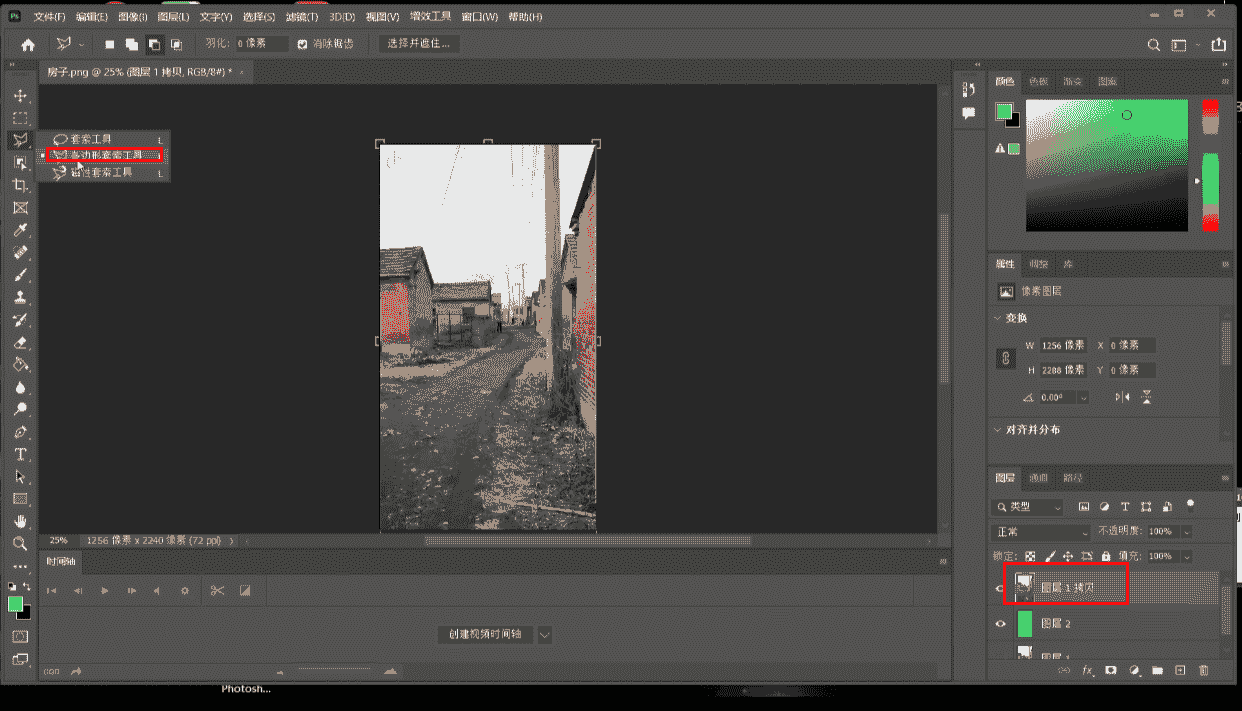 Ps 文件(F) 编辑(E) 图像(I) 图层(L) 文字(Y) 选择(S) 滤镜(T) 3D(D) 视图(V) 增效工具 窗口(W) 帮助(H)
羽化: 0 像素 消除锯齿 选择并遮住...
房子.png @ 25% (图层 1 拷贝, RGB/8#) * ×
套索工具 L
多边形套索工具 L
磁性套索工具 L
颜色 色板 渐变 图案
属性 调整 库
像素图层
变换
W 1256 像素 X 0 像素
H 2288 像素 Y 0 像素
0.00°
对齐并分布
图层 通道 路径
类型
正常 不透明度: 100%
锁定: 填充: 100%
图层 1 拷贝
图层 2
图层 1
fx
25% 1256 像素 x 2240 像素 (72 ppi)
时间轴
创建视频时间轴
Photosh...